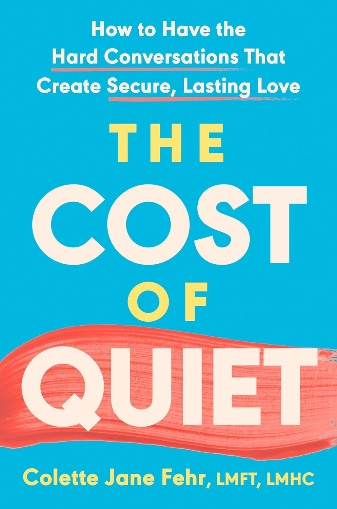 How to Have the
Hard Conversations That
Create Secure, Lasting Love
THE
COST
OF
QUIET
Colette Jane Fehr, LMFT, LMHC